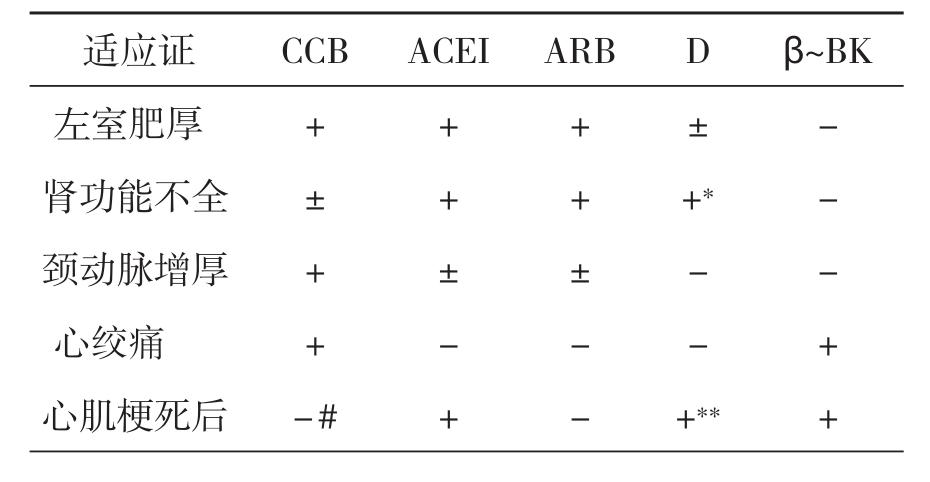 适应证 CCB ACEI ARB D β~BK
左室肥厚 + + + ± −
肾功能不全 ± + + +* −
颈动脉增厚 + ± ± − −
心绞痛 + − − − +
心肌梗死后 −# + − +** +